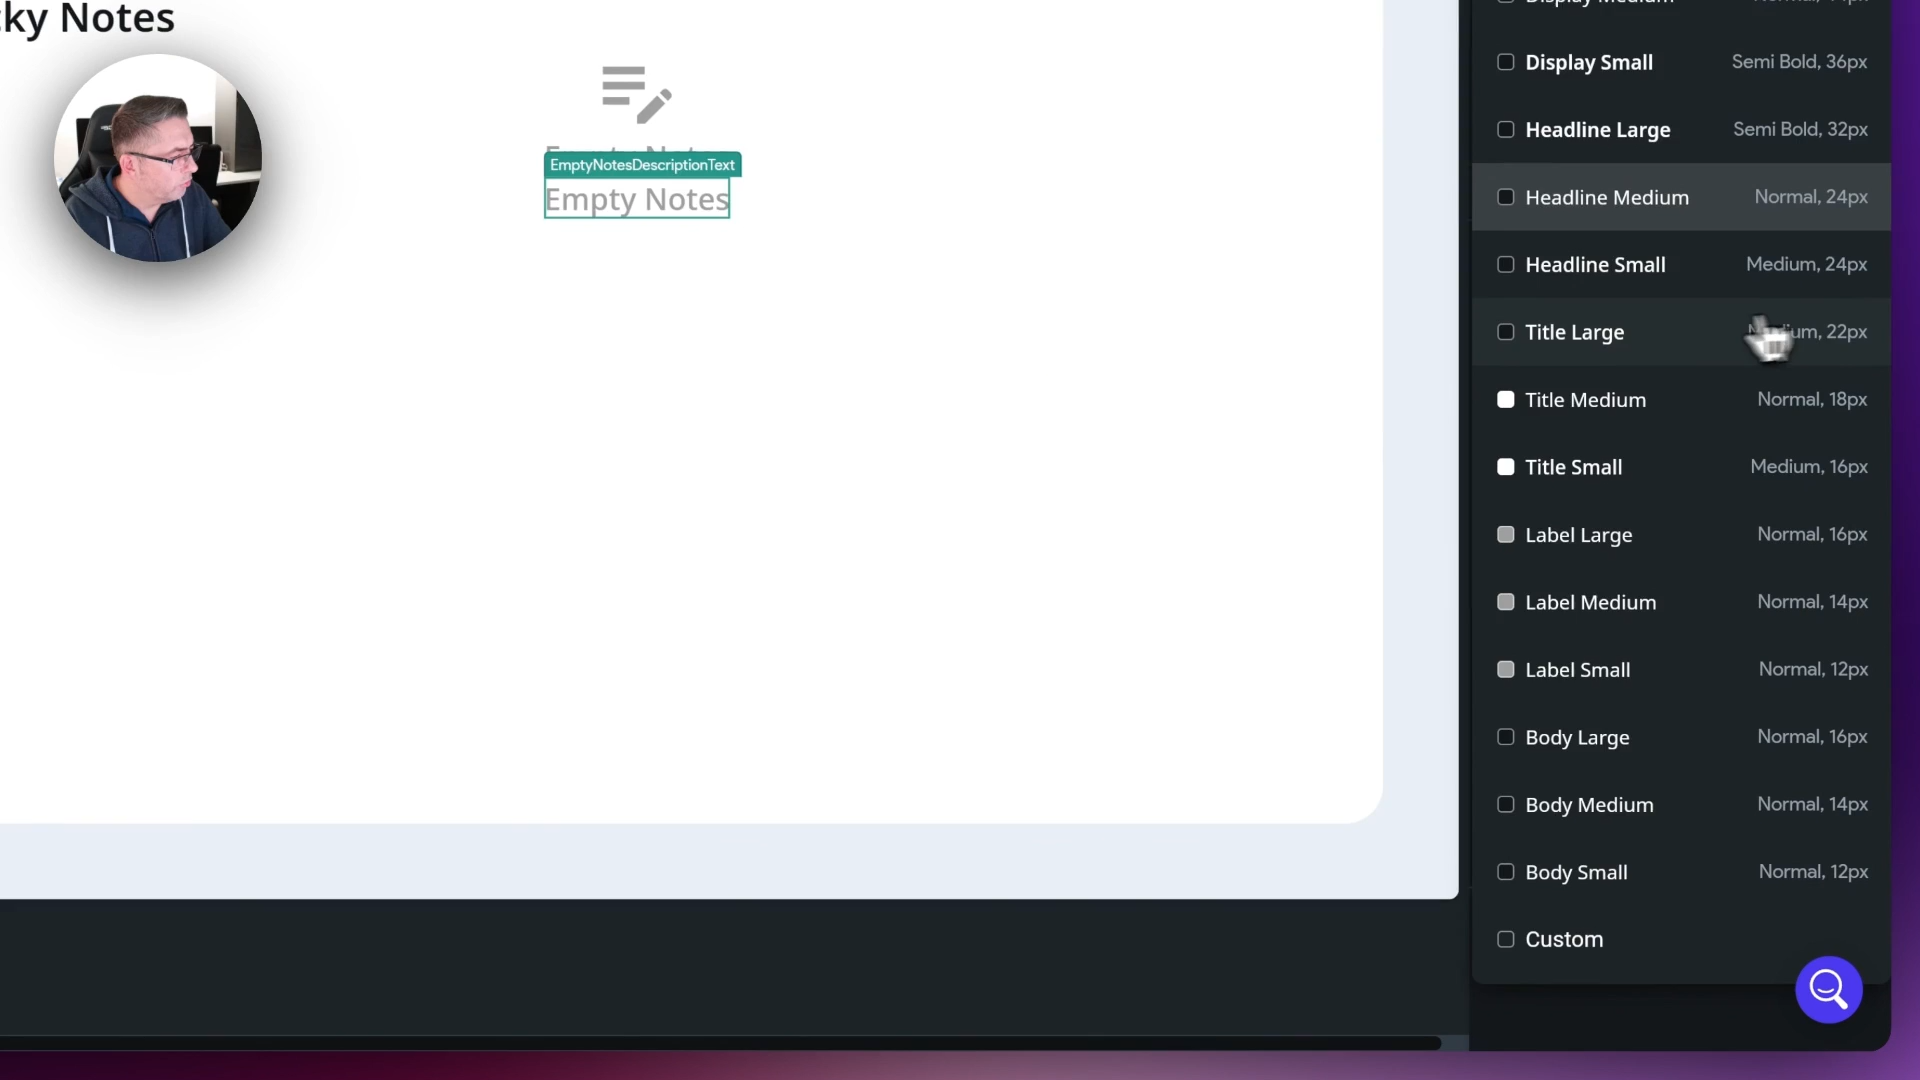 cky Notes
EmptyNotesDescriptionText
Empty Notes
Display Small Semi Bold, 36px
Headline Large Semi Bold, 32px
Headline Medium Normal, 24px
Headline Small Medium, 24px
Title Large Medium, 22px
Title Medium Normal, 18px
Title Small Medium, 16px
Label Large Normal, 16px
Label Medium Normal, 14px
Label Small Normal, 12px
Body Large Normal, 16px
Body Medium Normal, 14px
Body Small Normal, 12px
Custom